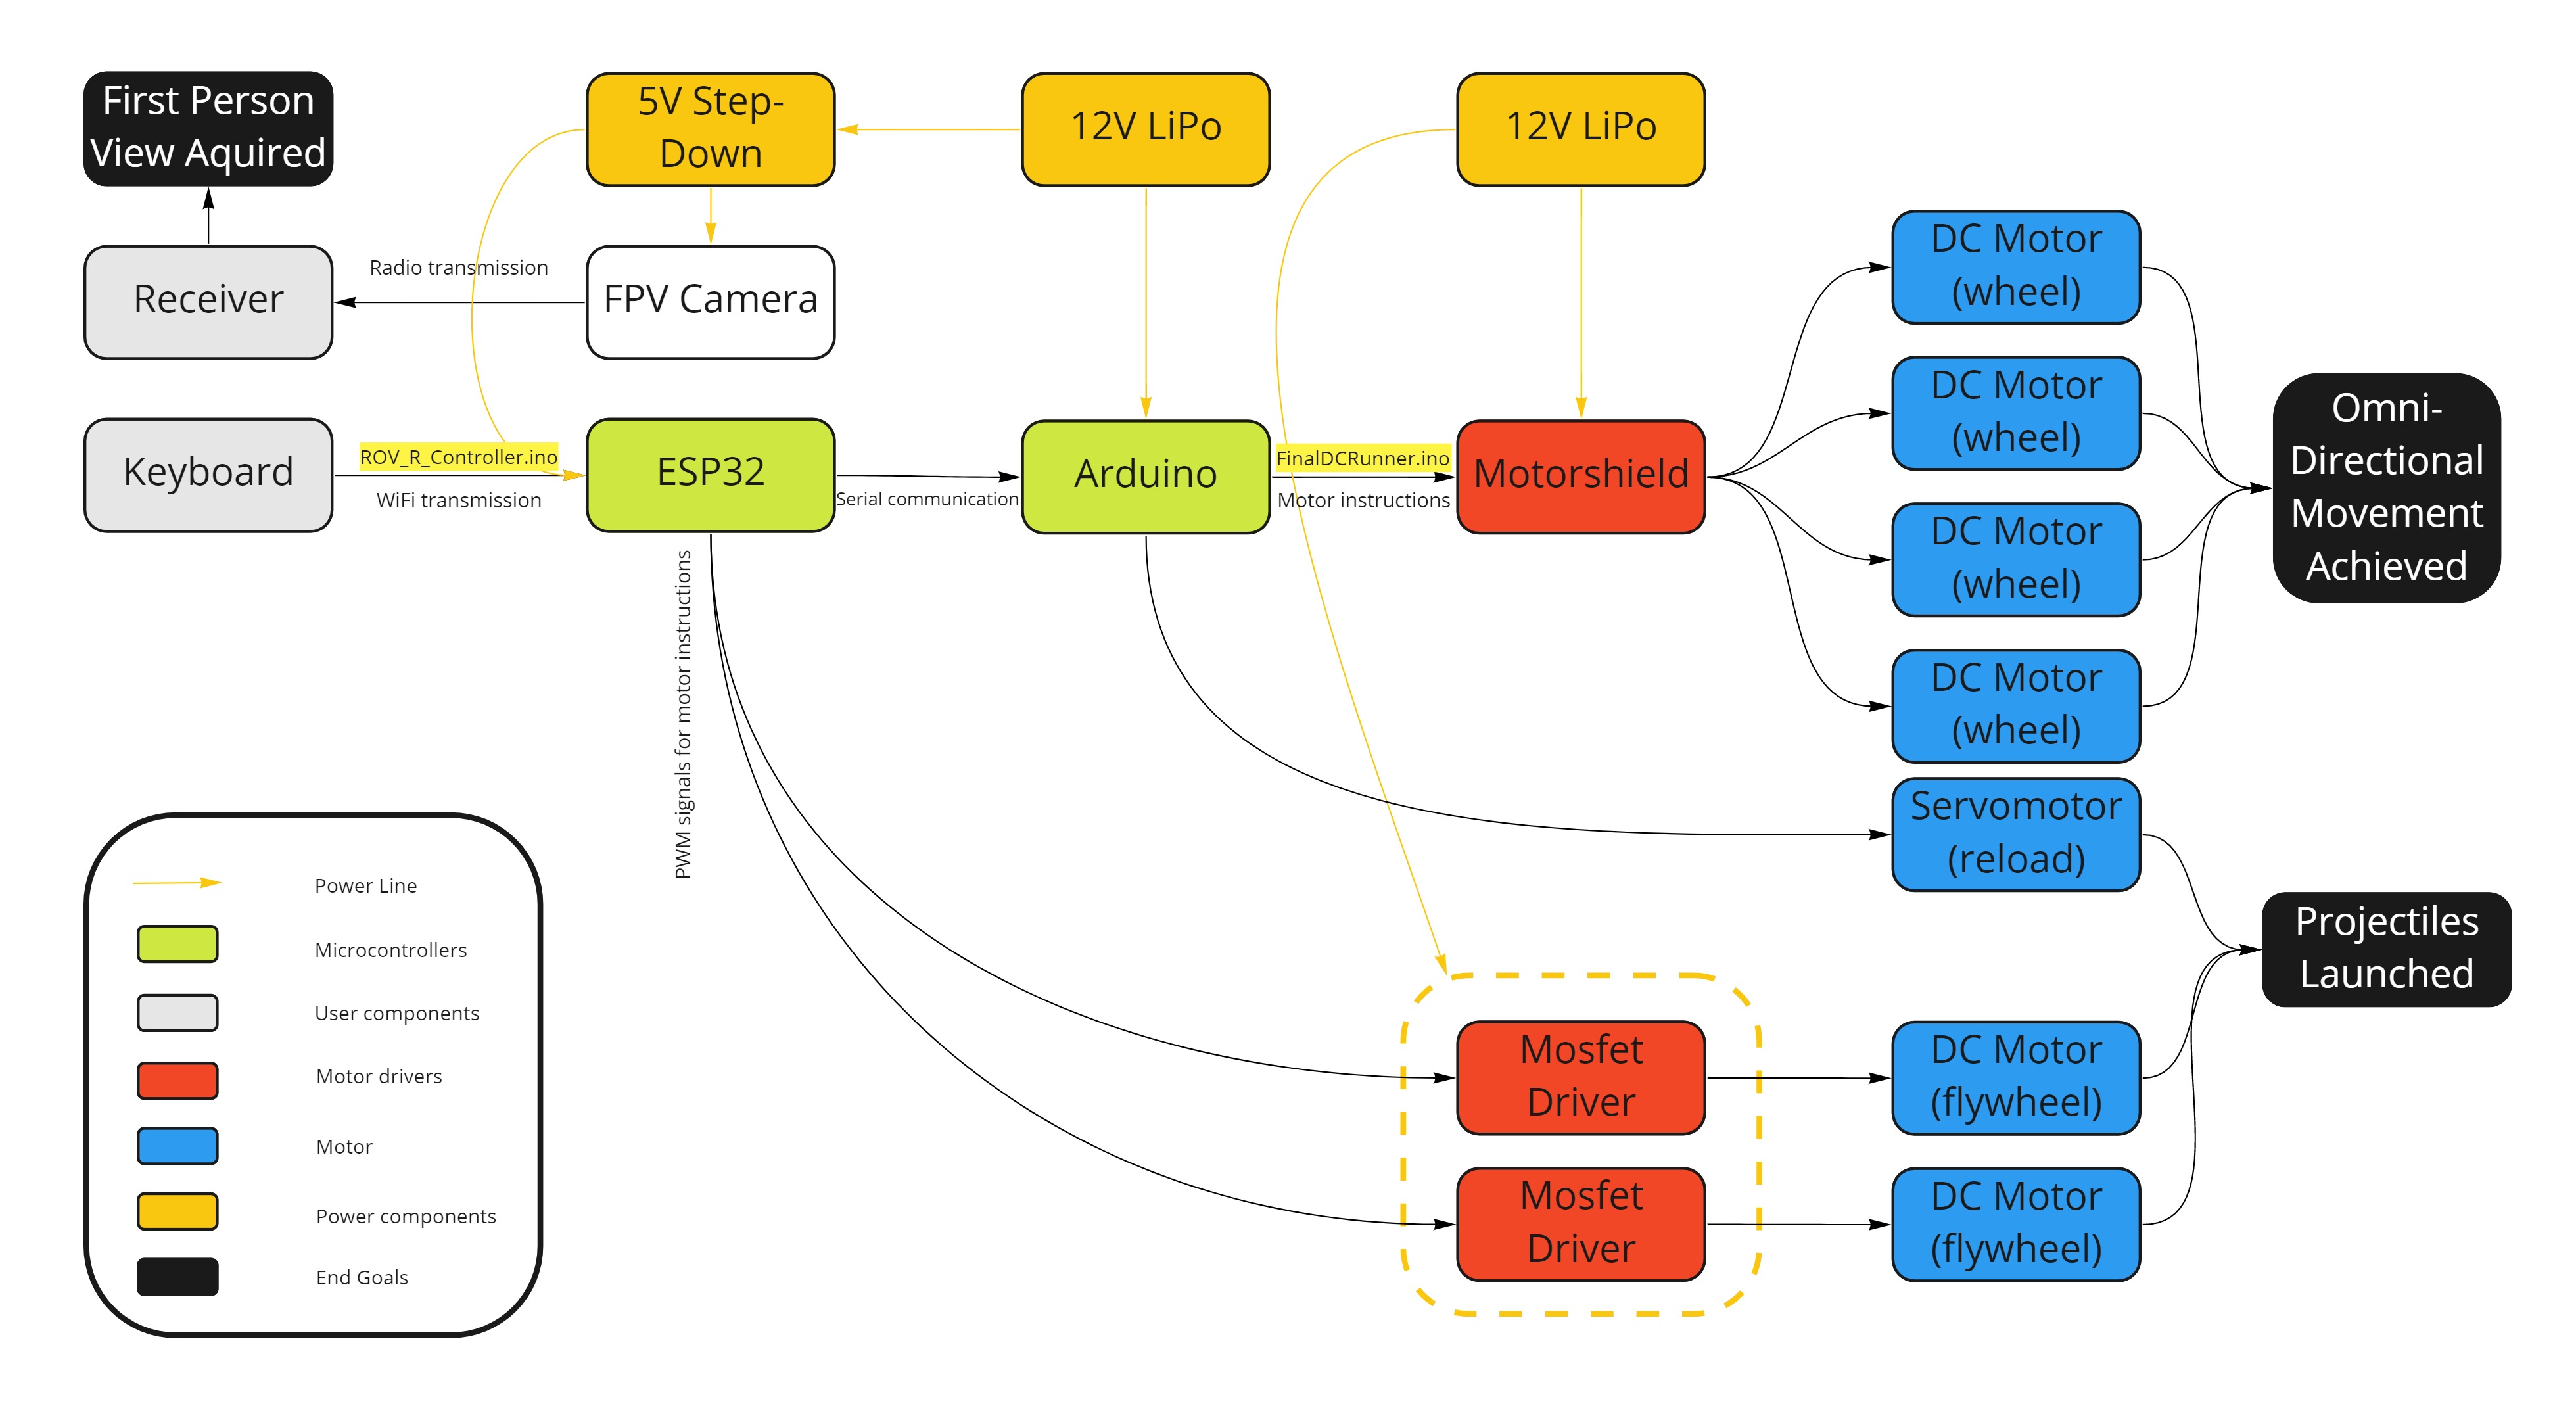 First Person
View Aquired
5V Step-
Down
12V LiPo
12V LiPo
Receiver
Radio transmission
FPV Camera
Keyboard
ROV_R_Controller.ino
WiFi transmission
ESP32
Serial communication
Arduino
FinalDCRunner.ino
Motor instructions
Motorshield
DC Motor
(wheel)
DC Motor
(wheel)
DC Motor
(wheel)
DC Motor
(wheel)
Omni-
Directional
Movement
Achieved
PWM signals for motor instructions
Servomotor
(reload)
Projectiles
Launched
Mosfet
Driver
DC Motor
(flywheel)
Mosfet
Driver
DC Motor
(flywheel)
Power Line
Microcontrollers
User components
Motor drivers
Motor
Power components
End Goals